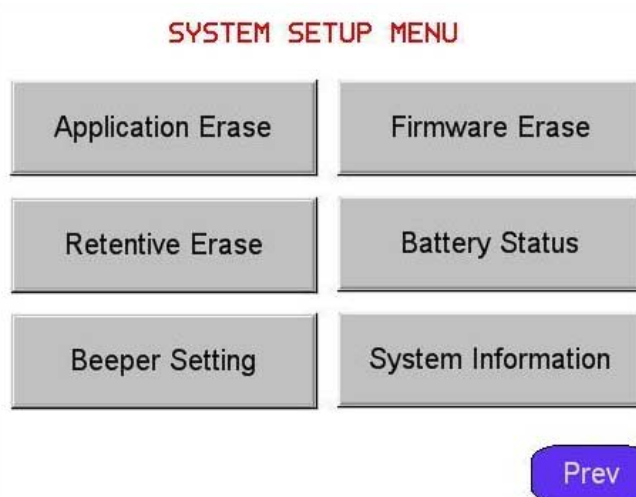 SYSTEM SETUP MENU
Application Erase
Firmware Erase
Retentive Erase
Battery Status
Beeper Setting
System Information
Prev